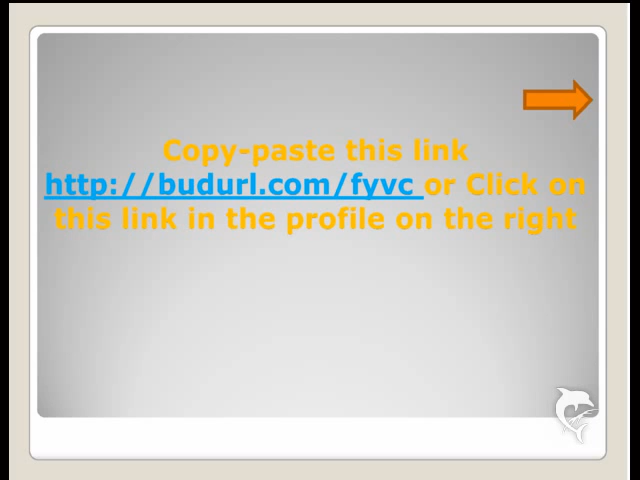 Copy-paste this link
http://budurl.com/fyvc or Click on
this link in the profile on the right